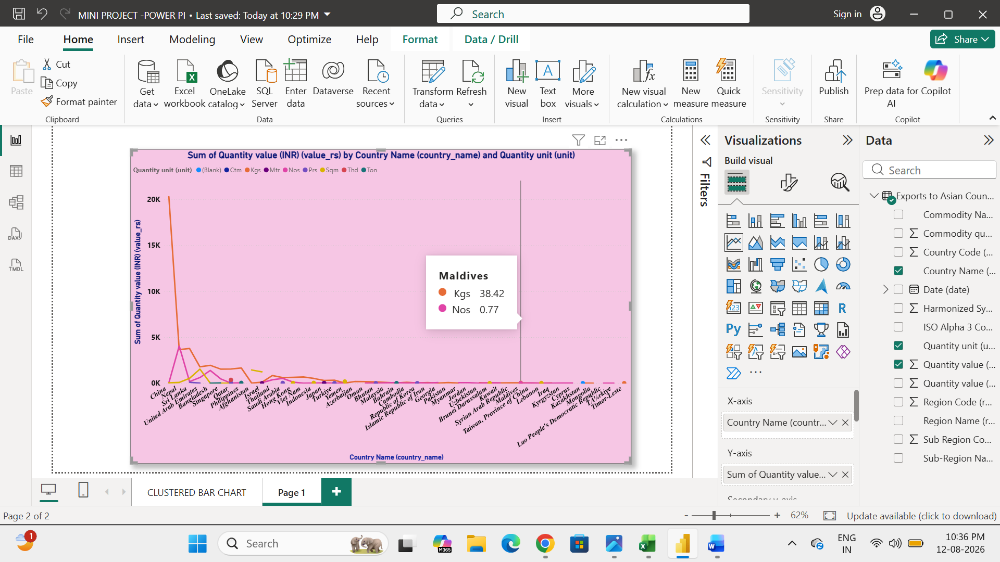 MINI PROJECT -POWER PI • Last saved: Today at 10:29 PM
Search
Sign in
File
Home
Insert
Modeling
View
Optimize
Help
Format
Data / Drill
Share
Paste
Cut
Copy
Format painter
Clipboard
Get data
Excel workbook
OneLake catalog
SQL Server
Enter data
Dataverse
Recent sources
Data
Transform data
Refresh
Queries
New visual
Text box
More visuals
Insert
New visual calculation
New measure
Quick measure
Calculations
Sensitivity
Sensitivity
Publish
Share
Prep data for AI
Copilot
Copilot
DAX
TMDL
Sum of Quantity value (INR) (value_rs) by Country Name (country_name) and Quantity unit (unit)
Quantity unit (unit) (Blank) Ctm Kgs Mtr Nos Prs Sqm Thd Ton
Sum of Quantity value (INR) (value_rs)
20K
15K
10K
5K
0K
Maldives
Kgs 38.42
Nos 0.77
China
Nepal
Sri Lanka
United Arab Emirates
Bangladesh
Singapore
Qatar
Philippines
Afghanistan
Israel
Thailand
Saudi Arabia
Hong Kong
Viet Nam
Indonesia
Japan
Turkiye
Yemen
Azerbaijan
Oman
Bhutan
Malaysia
Bahrain
Cambodia
Republic of Korea
Islamic Republic of Iran
Georgia
Pakistan
Myanmar
Jordan
Uzbekistan
Brunei Darussalam
Kuwait
Syrian Arab Republic
Maldives
Taiwan, Province of China
Lebanon
Iraq
Kyrgyzstan
Cyprus
Kazakhstan
Mongolia
Lao People's Democratic Republic
Timor-Leste
Country Name (country_name)
Filters
Visualizations
Build visual
123
R
Py
X-axis
Country Name (countr...
Y-axis
Sum of Quantity value...
Secondary y-axis
Data
Search
Exports to Asian Coun...
Commodity Na...
Commodity qu...
Country Code (...
Country Name (...
Date (date)
Harmonized Sy...
ISO Alpha 3 Co...
Quantity unit (u...
Quantity value (...
Quantity value (...
Region Code (r...
Region Name (r...
Sub Region Co...
Sub-Region Na...
CLUSTERED BAR CHART
Page 1
Page 2 of 2
62%
Update available (click to download)
1
Search
M365
ENG
IN
10:36 PM
12-08-2026